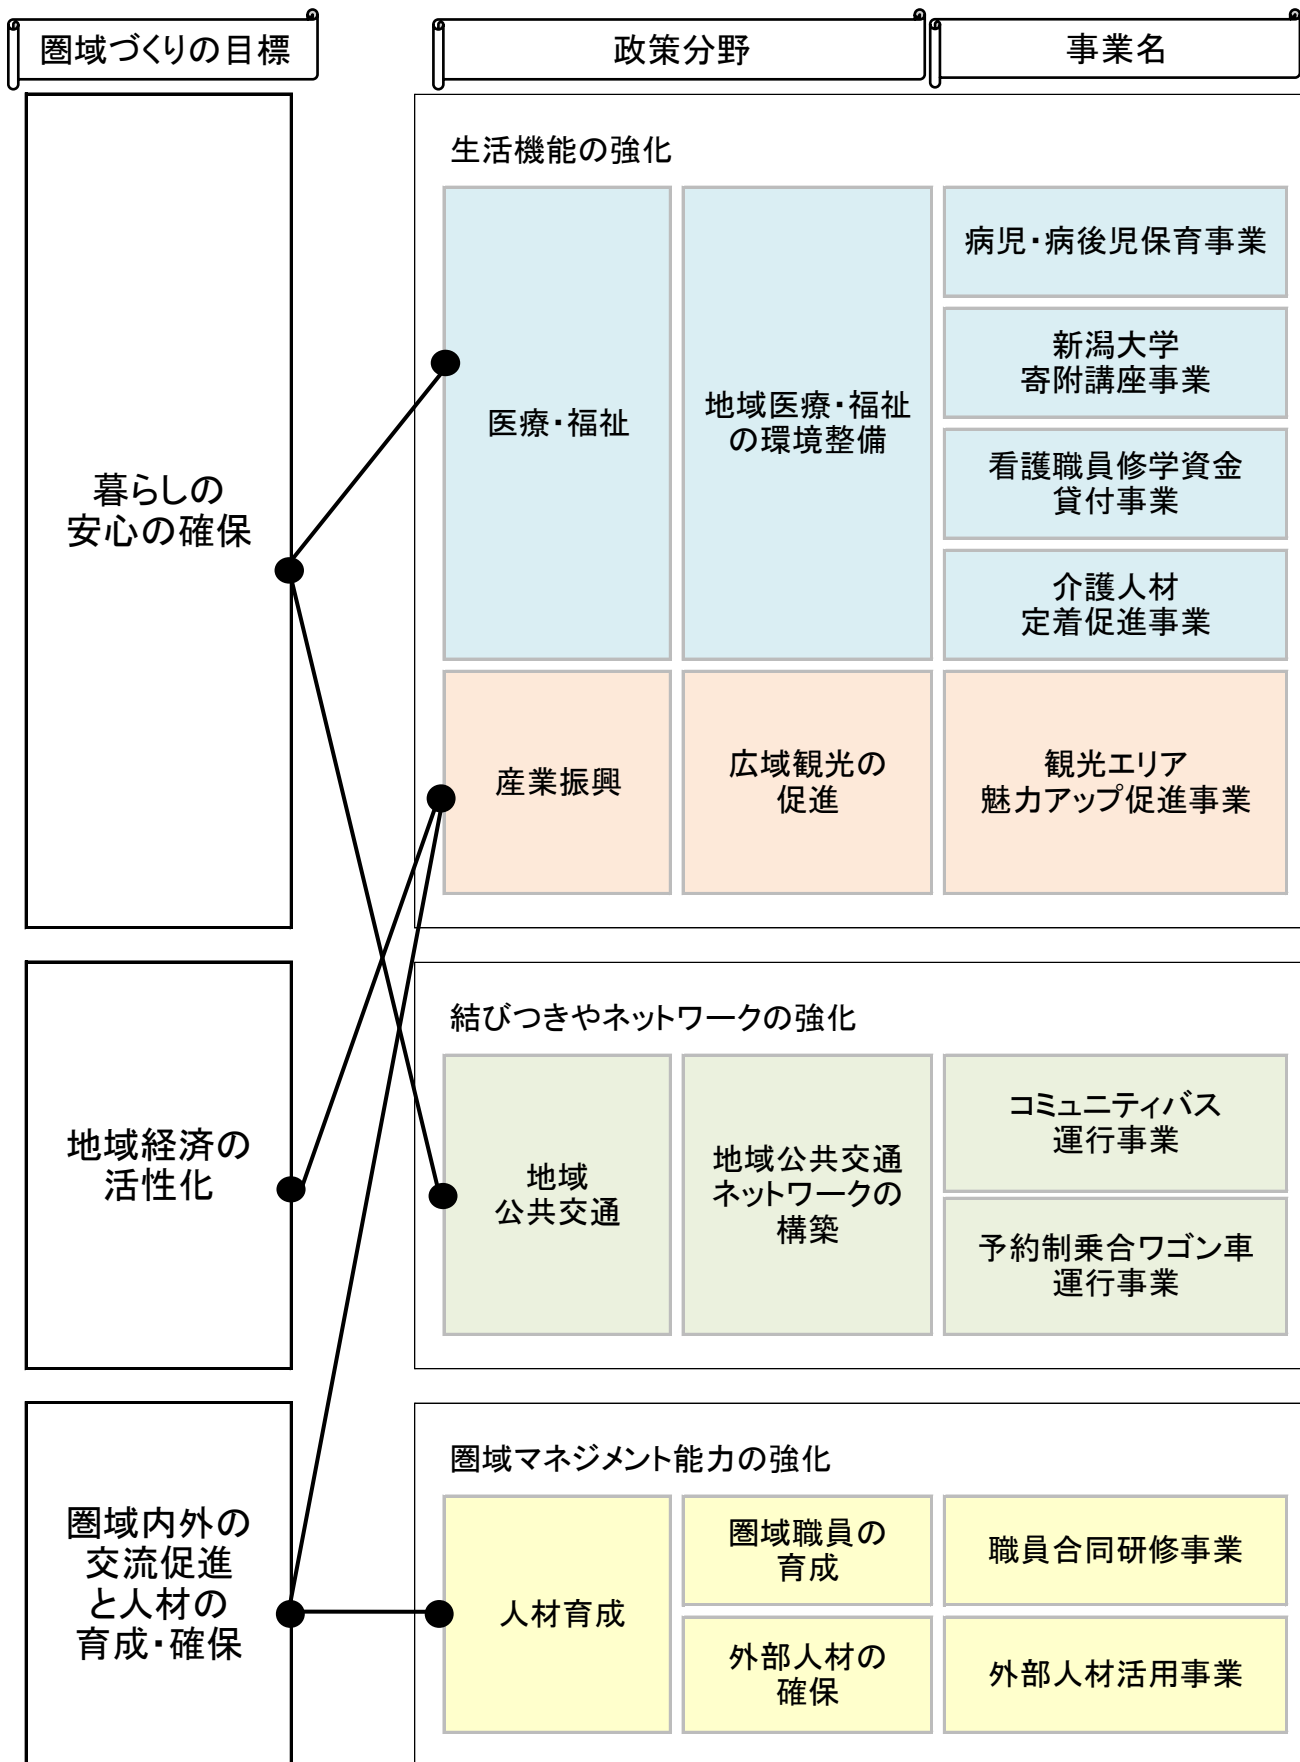 圏域づくりの目標
政策分野
事業名
暮らしの
安心の確保
生活機能の強化
医療・福祉
地域医療・福祉
の環境整備
病児・病後児保育事業
新潟大学
寄附講座事業
看護職員修学資金
貸付事業
介護人材
定着促進事業
産業振興
広域観光の
促進
観光エリア
魅力アップ促進事業
地域経済の
活性化
結びつきやネットワークの強化
地域
公共交通
地域公共交通
ネットワークの
構築
コミュニティバス
運行事業
予約制乗合ワゴン車
運行事業
圏域内外の
交流促進
と人材の
育成・確保
圏域マネジメント能力の強化
人材育成
圏域職員の
育成
職員合同研修事業
外部人材の
確保
外部人材活用事業